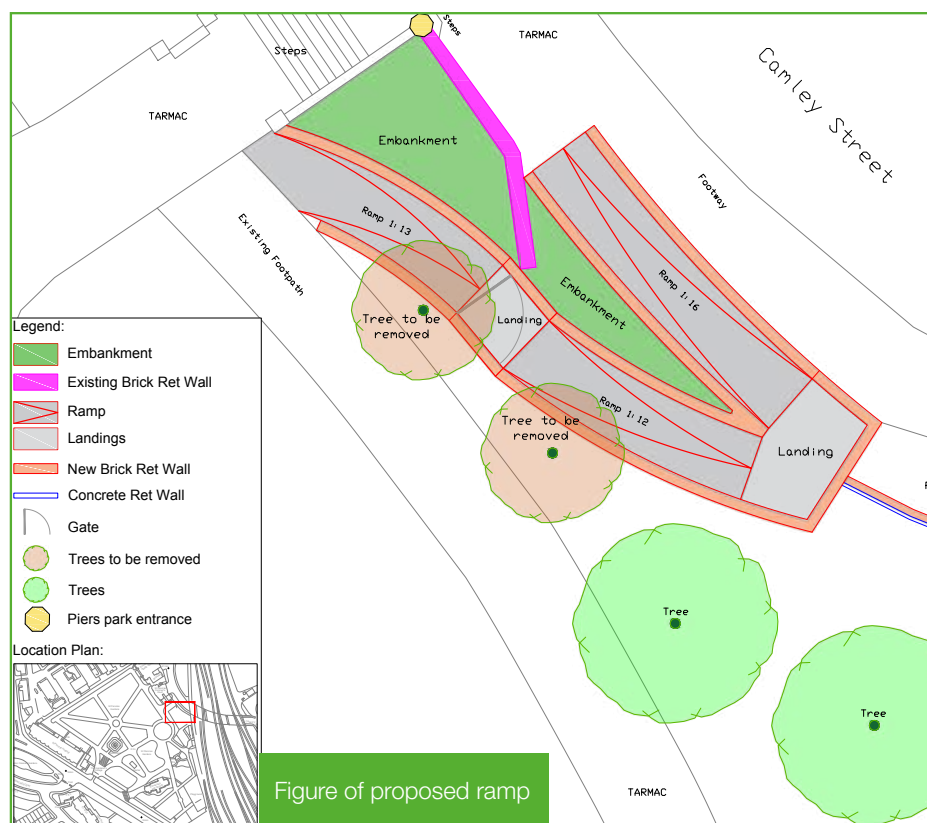 Steps
Steps
TARMAC
Camley Street
TARMAC
Embankment
Footway
Ramp 1:13
Existing Footpath
Ramp 1:16
Embankment
Landing
Tree to be
removed
Ramp 1:12
Tree to be
removed
Landing
Legend:
Embankment
Existing Brick Ret Wall
Ramp
Landings
New Brick Ret Wall
Concrete Ret Wall
Gate
Trees to be removed
Trees
Piers park entrance
Location Plan:
Tree
Tree
Figure of proposed ramp
TARMAC